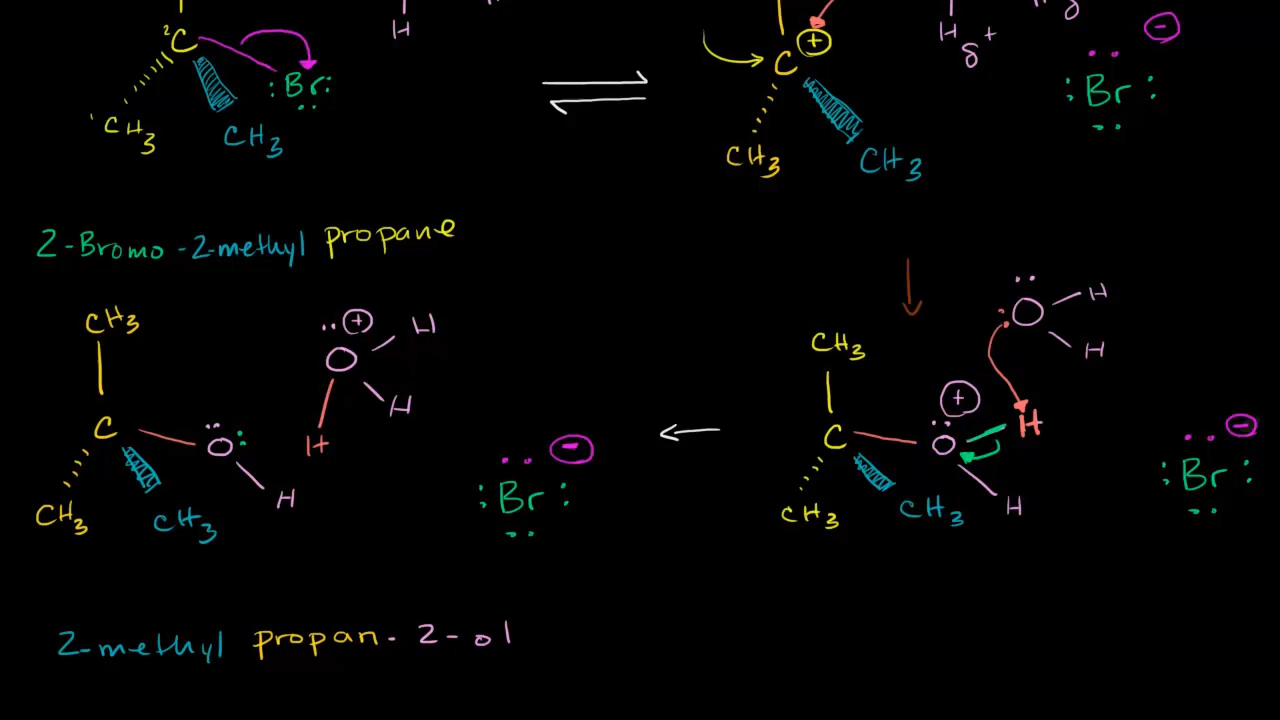 H
²C
C
⊕
H
δ⁺
⊖
:Br:
CH₃
CH₃
:Br:
CH₃
CH₃
2-Bromo-2-methyl propane
CH₃
⊕
O
H
H
H
C
O
H
CH₃
CH₃
⊖
:Br:
O
H
H
CH₃
⊕
C
O
H
H
CH₃
CH₃
⊖
:Br:
2-methyl propan-2-ol